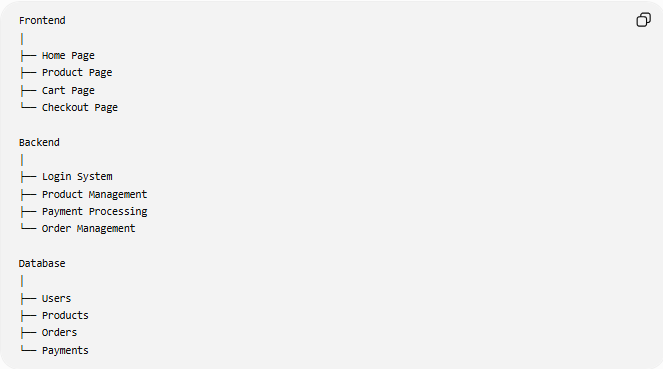 Frontend
│
├── Home Page
├── Product Page
├── Cart Page
└── Checkout Page
Backend
│
├── Login System
├── Product Management
├── Payment Processing
└── Order Management
Database
│
├── Users
├── Products
├── Orders
└── Payments